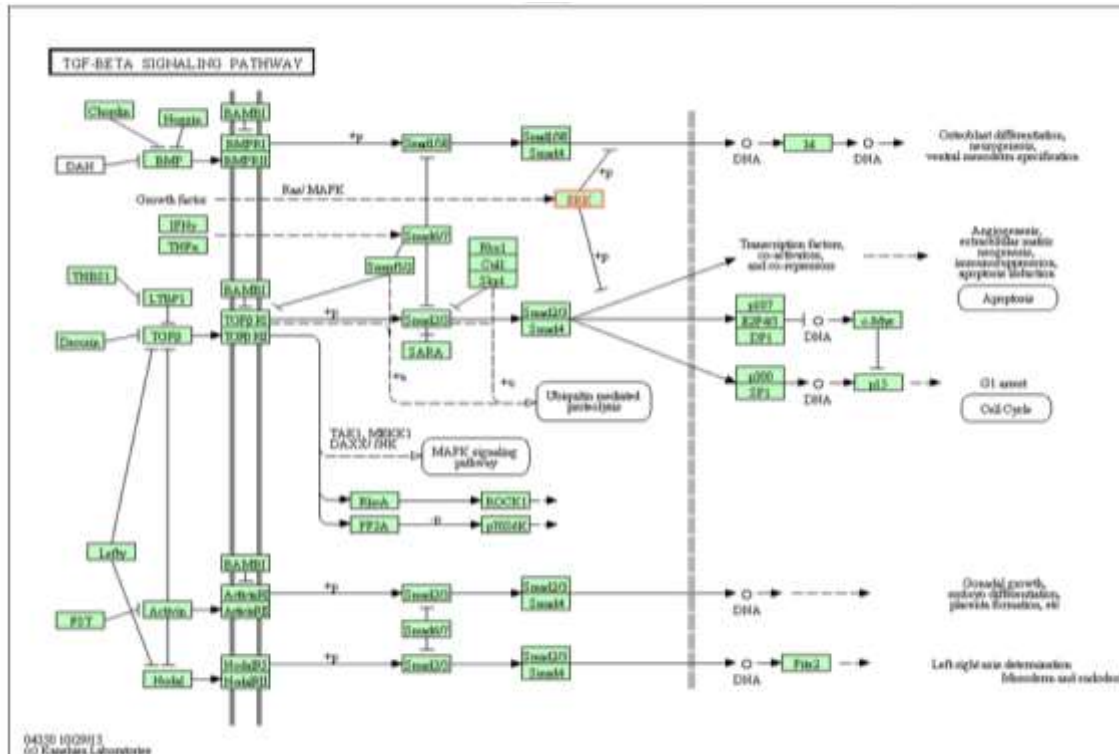 TGF-BETA SIGNALING PATHWAY
Chordin
Noggin
BAMBI
DAN
BMP
BMPRI
BMPRII
+p
Smad1/5/8
Smad1/5/8
Smad4
DNA
Id
DNA
Osteoblast differentiation,
neurogenesis,
ventral mesoderm specification
Growth factor
Ras/MAPK
ERK
+p
+p
IFNγ
TNFα
Smad6/7
Rbx1
Cul1
Skp1
Transcription factors,
co-activators,
and co-repressors
Angiogenesis,
extracellular matrix
neogenesis,
immunosuppression,
apoptosis induction
Apoptosis
THBS1
LTBP1
BAMBI
Decorin
TGFβ
TGFβ RI
TGFβ RII
+p
Smad2/3
SARA
Smad2/3
Smad4
p107
E2F4/5
DP1
DNA
c-Myc
p300
SP1
DNA
p15
G1 arrest
Cell Cycle
+u
+u
Ubiquitin mediated
proteolysis
TAK1, MEKK1
DAXX/JNK
MAPK signaling
pathway
RhoA
ROCK1
PP2A
-p
p70S6K
Lefty
BAMBI
FST
Activin
ActivinRI
ActivinRII
+p
Smad2/3
Smad2/3
Smad4
DNA
Gonadal growth,
embryo differentiation,
placenta formation, etc
Smad6/7
Nodal
NodalRI
NodalRII
+p
Smad2/3
Smad2/3
Smad4
DNA
Pitx2
Left-right axis determination
Mesoderm and endoder
04350 10/29/13
(c) Kanehisa Laboratories